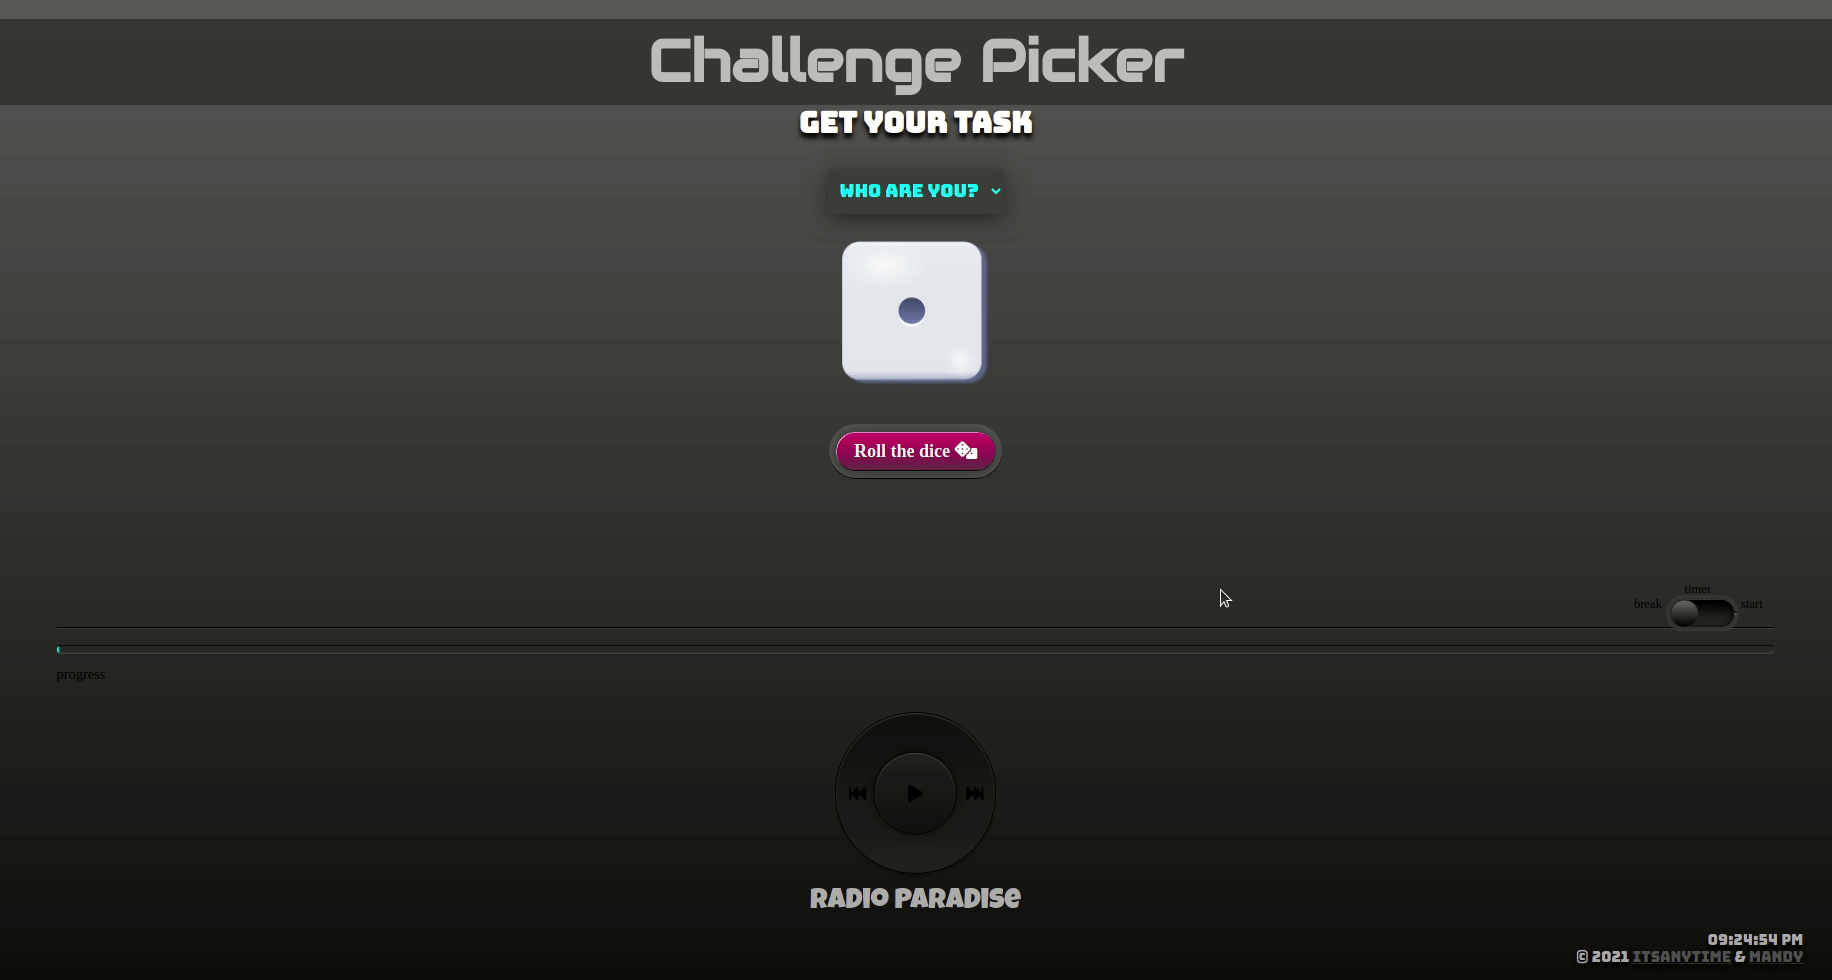 Challenge Picker
GET YOUR TASK
WHO ARE YOU?
Roll the dice
timer
break
start
progress
RADIO PARADISE
09:24:54 PM
© 2021 ITSANYTIME & MANDY